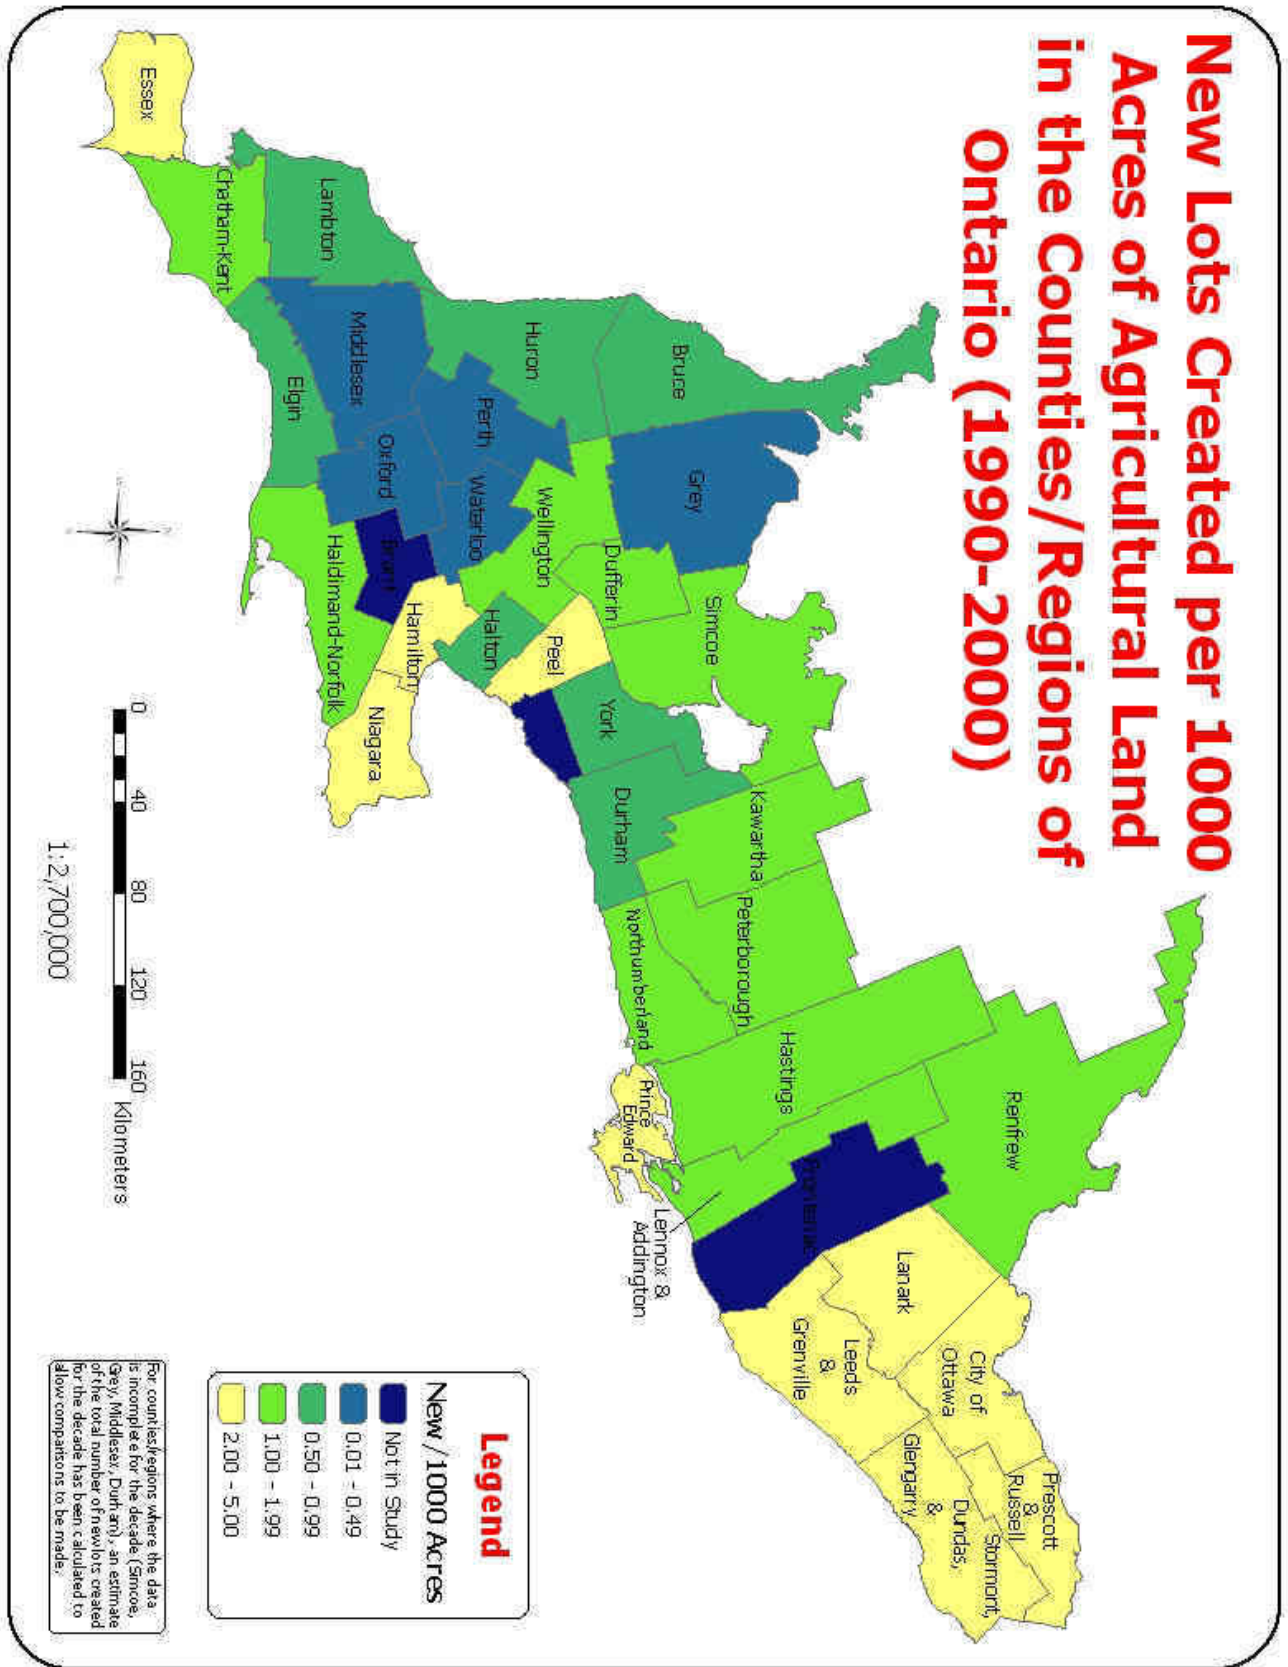 New Lots Created per 1000
Acres of Agricultural Land
in the Counties/Regions of
Ontario (1990-2000)
Renfrew
Prescott
&
Russell
City of
Ottawa
Stormont,
Dundas,
&
Glengarry
Lanark
Leeds
&
Grenville
Frontenac
Hastings
Lennox &
Addington
Prince
Edward
Peterborough
Kawartha
Northumberland
Durham
York
Simcoe
Grey
Bruce
Dufferin
Peel
Halton
Wellington
Huron
Perth
Waterloo
Hamilton
Niagara
Brant
Oxford
Haldimand-Norfolk
Middlesex
Elgin
Lambton
Chatham-Kent
Essex
Legend
New/1000 Acres
Not in Study
0.01 - 0.49
0.50 - 0.99
1.00 - 1.99
2.00 - 5.00
0 40 80 120 160
Kilometers
1:2,700,000
For counties/regions where the data
is incomplete for the decade (Simcoe,
Grey, Middlesex, Durham), an estimate
of the total number of new lots created
for the decade has been calculated to
allow comparisons to be made.